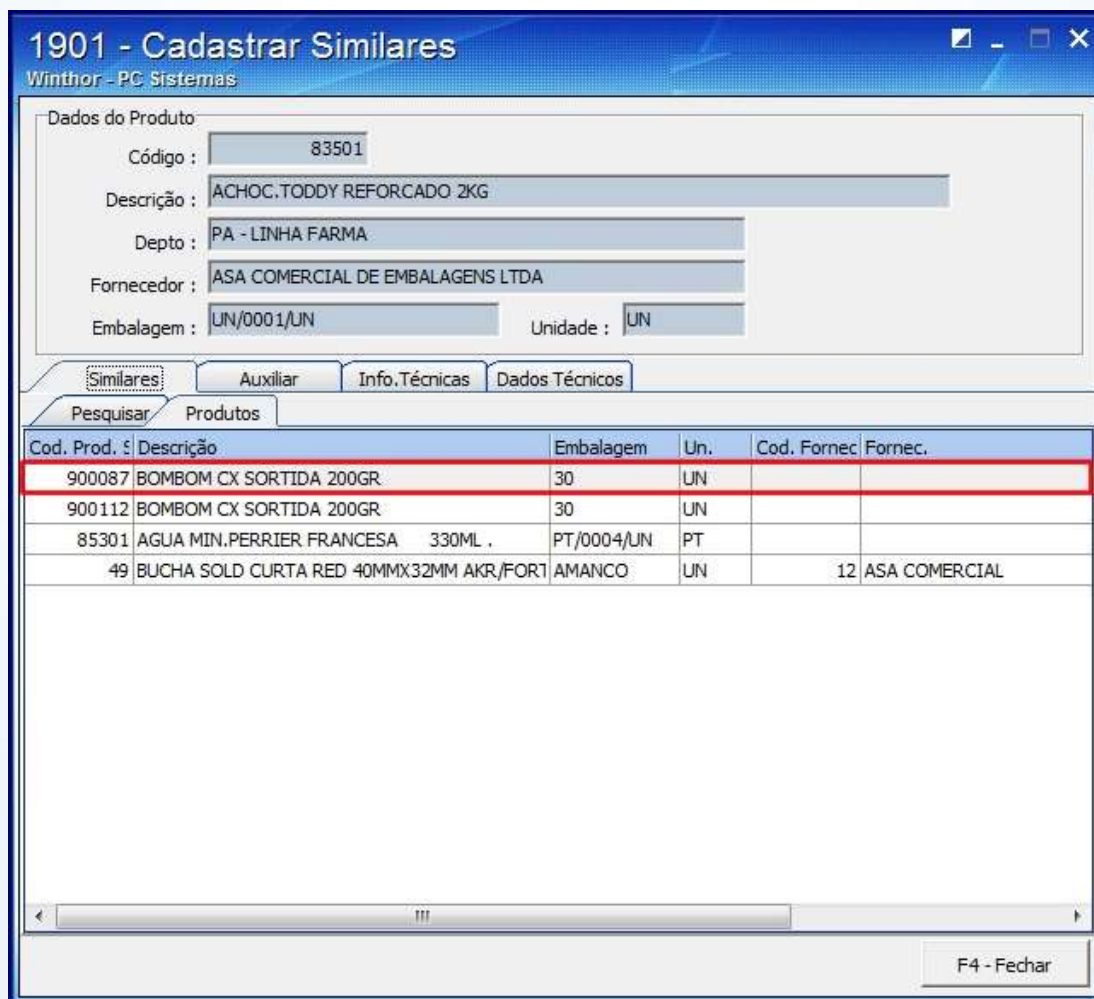 1901 - Cadastrar Similares
Winthor - PC Sistemas
Dados do Produto
Código : 83501
Descrição : ACHOC.TODDY REFORCADO 2KG
Depto : PA - LINHA FARMA
Fornecedor : ASA COMERCIAL DE EMBALAGENS LTDA
Embalagem : UN/0001/UN Unidade : UN
Similares Auxiliar Info.Técnicas Dados Técnicos
Pesquisar Produtos
Cod. Prod. S Descrição Embalagem Un. Cod. Fornec Fornec.
900087 BOMBOM CX SORTIDA 200GR 30 UN
900112 BOMBOM CX SORTIDA 200GR 30 UN
85301 AGUA MIN.PERRIER FRANCESA 330ML . PT/0004/UN PT
49 BUCHA SOLD CURTA RED 40MMX32MM AKR/FORT AMANCO UN 12 ASA COMERCIAL
F4 - Fechar